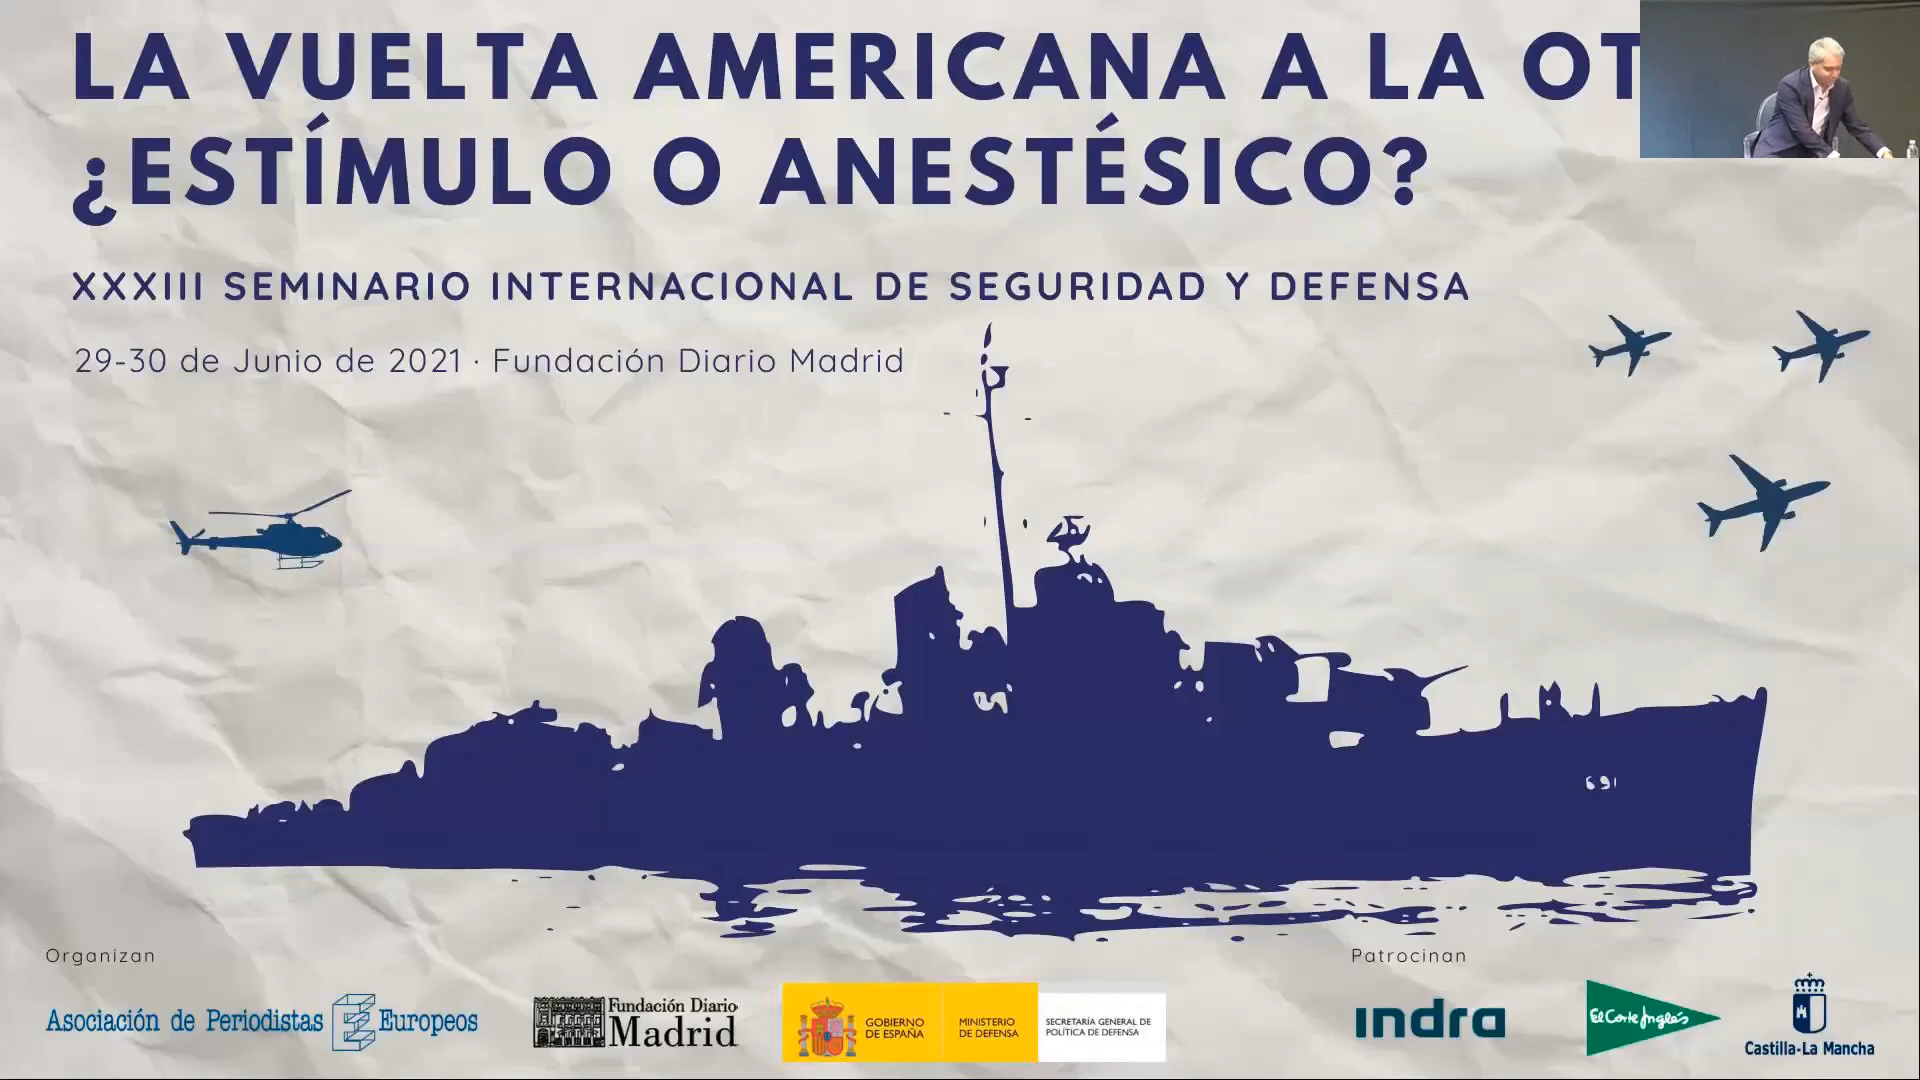 LA VUELTA AMERICANA A LA OT
¿ESTÍMULO O ANESTÉSICO?
XXXIII SEMINARIO INTERNACIONAL DE SEGURIDAD Y DEFENSA
29-30 de Junio de 2021 · Fundación Diario Madrid
691
Organizan
Patrocinan
Asociación de Periodistas Europeos
Fundación Diario
Madrid
GOBIERNO
DE ESPAÑA
MINISTERIO
DE DEFENSA
SECRETARÍA GENERAL DE
POLÍTICA DE DEFENSA
indra
El Corte Inglés
Castilla-La Mancha